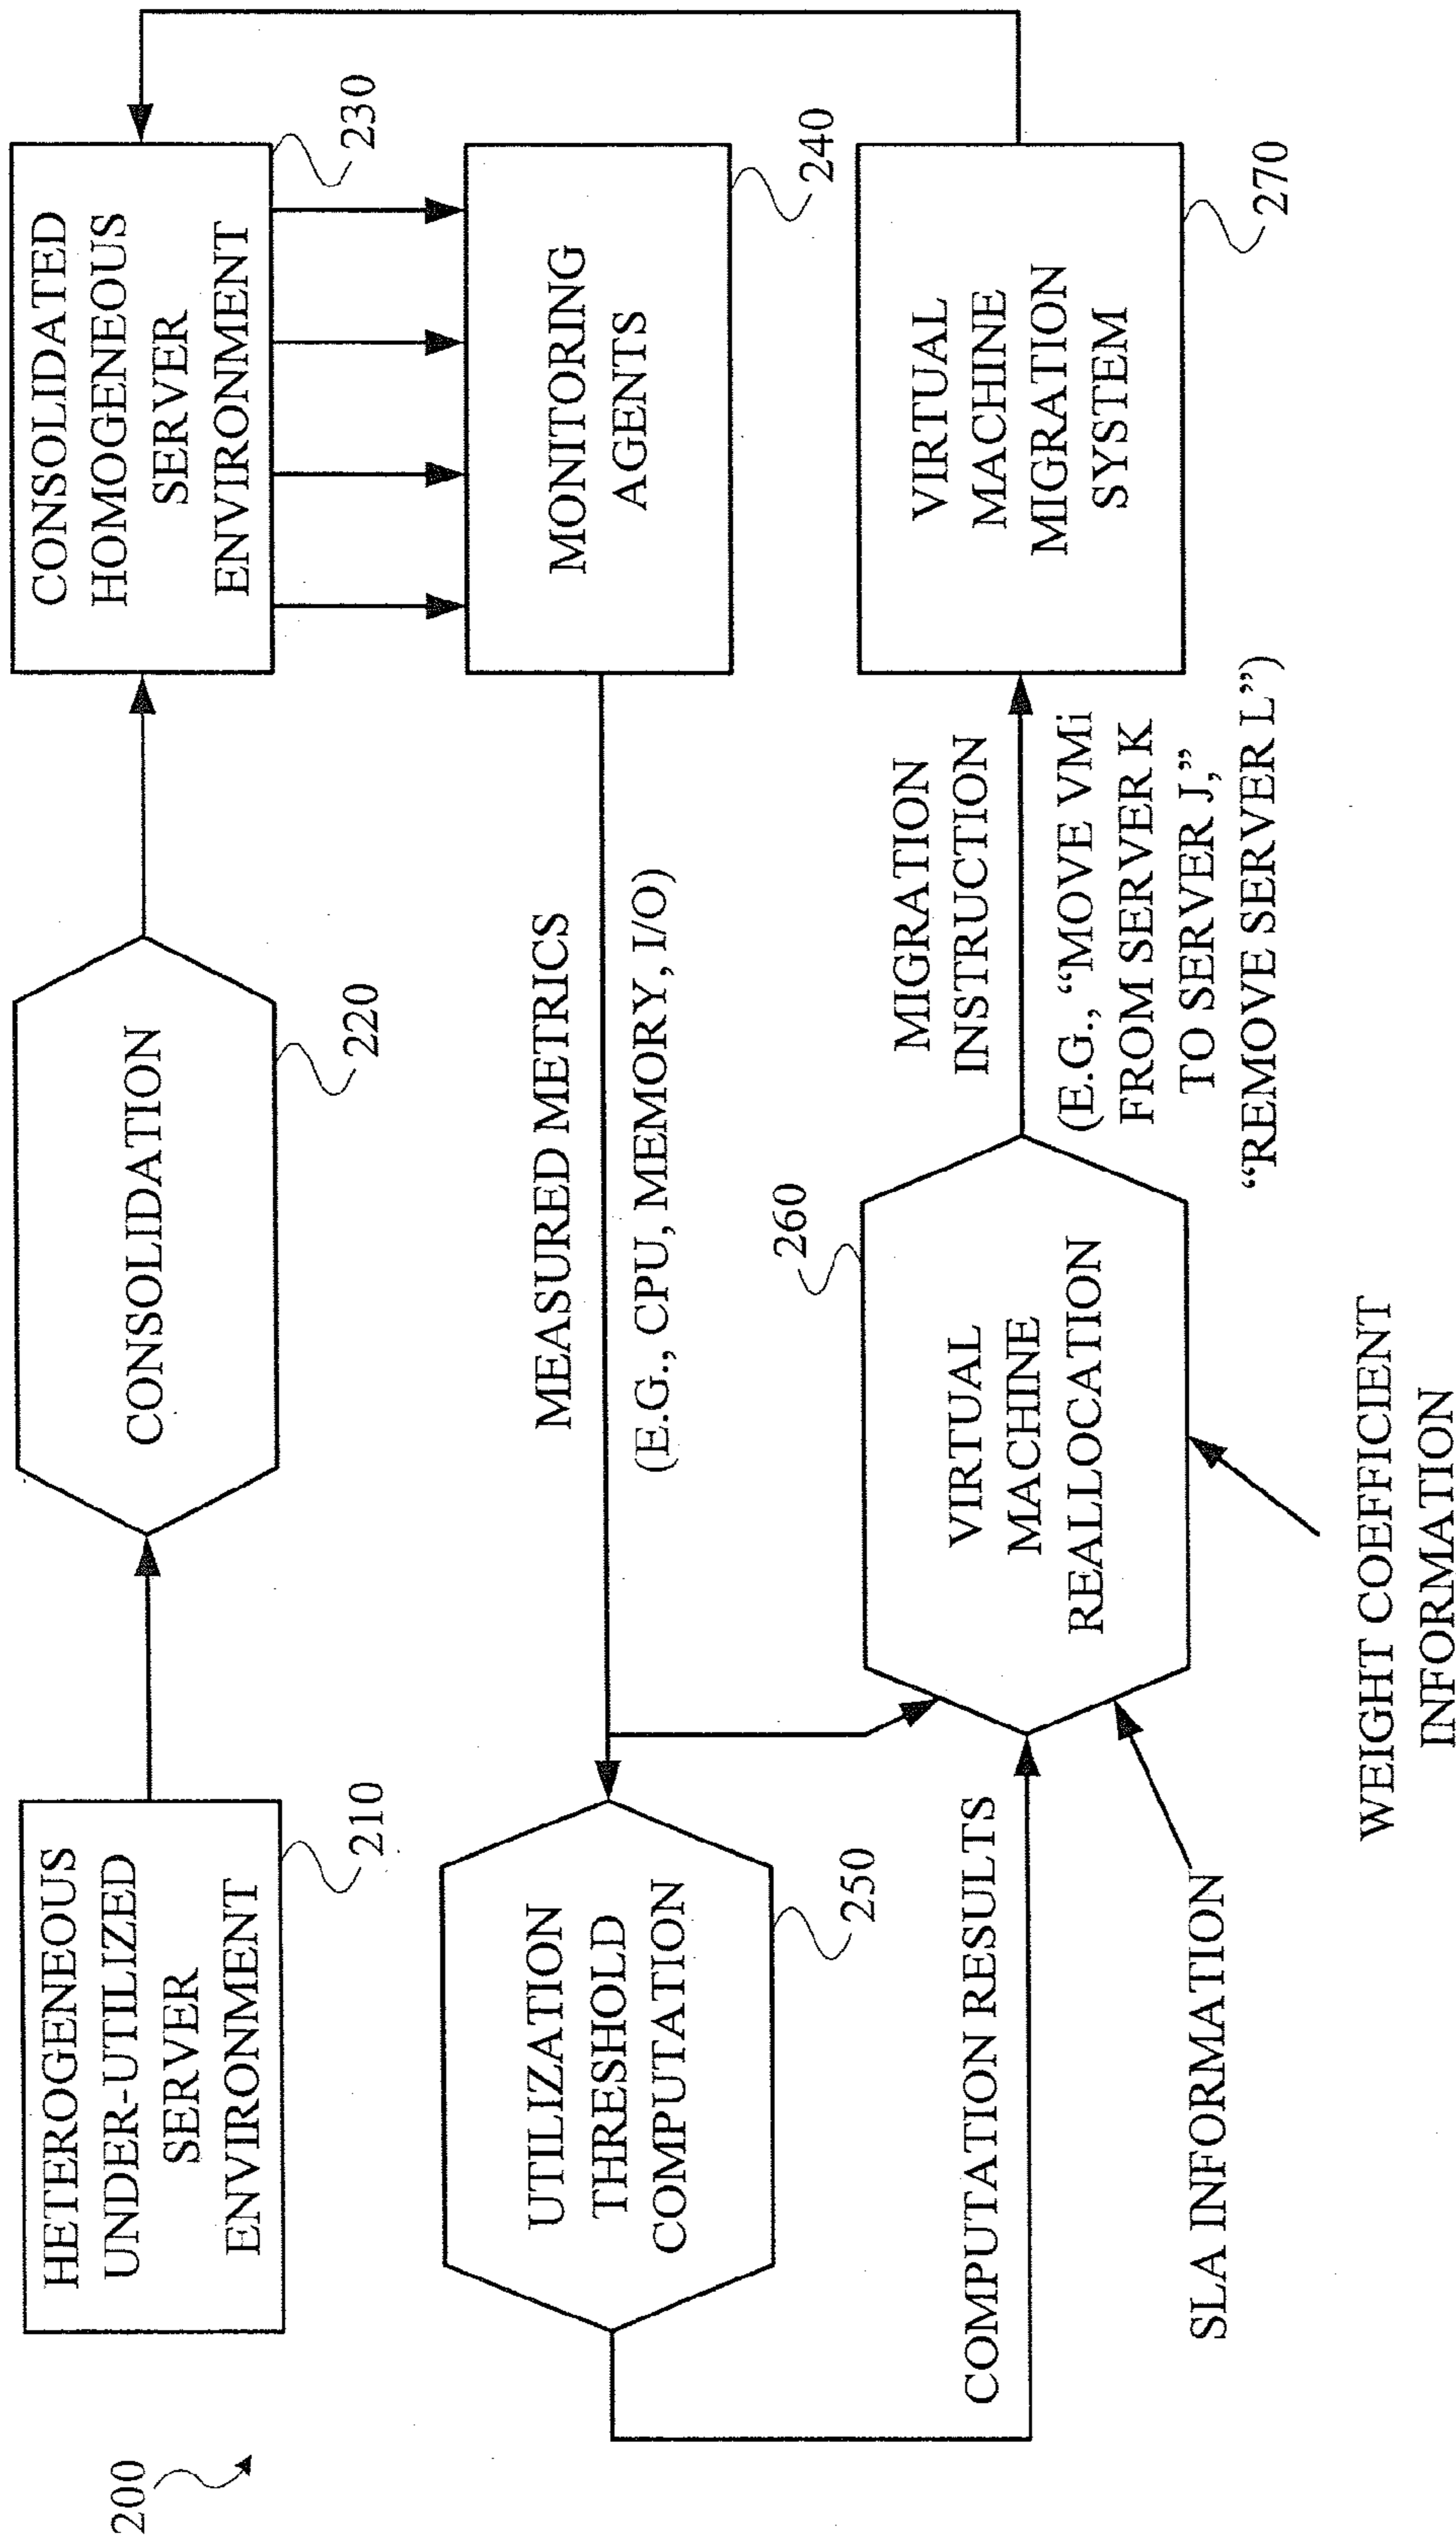 200
HETEROGENEOUS
UNDER-UTILIZED
SERVER
ENVIRONMENT
210
CONSOLIDATION
220
CONSOLIDATED
HOMOGENEOUS
SERVER
ENVIRONMENT
230
UTILIZATION
THRESHOLD
COMPUTATION
250
MEASURED METRICS
(E.G., CPU, MEMORY, I/O)
MONITORING
AGENTS
240
COMPUTATION RESULTS
SLA INFORMATION
260
VIRTUAL
MACHINE
REALLOCATION
WEIGHT COEFFICIENT
INFORMATION
MIGRATION
INSTRUCTION
(E.G., “MOVE VMi
FROM SERVER K
TO SERVER J,”
“REMOVE SERVER L”)
VIRTUAL
MACHINE
MIGRATION
SYSTEM
270